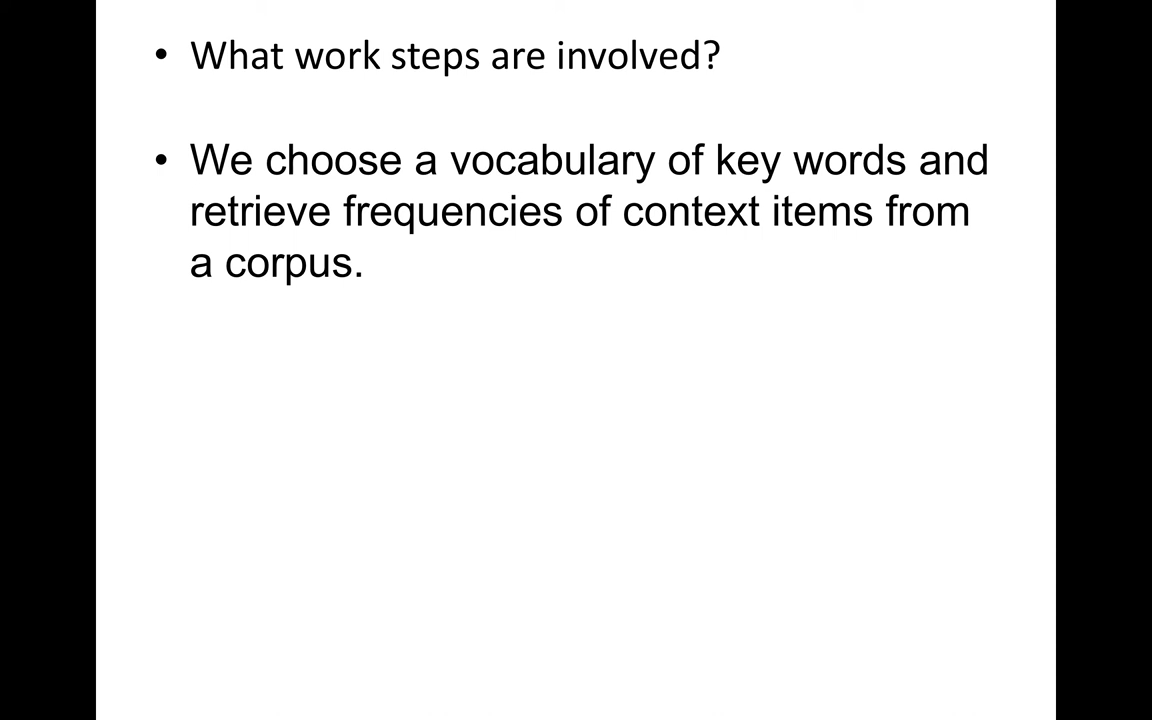 • What work steps are involved?
• We choose a vocabulary of key words and
retrieve frequencies of context items from
a corpus.